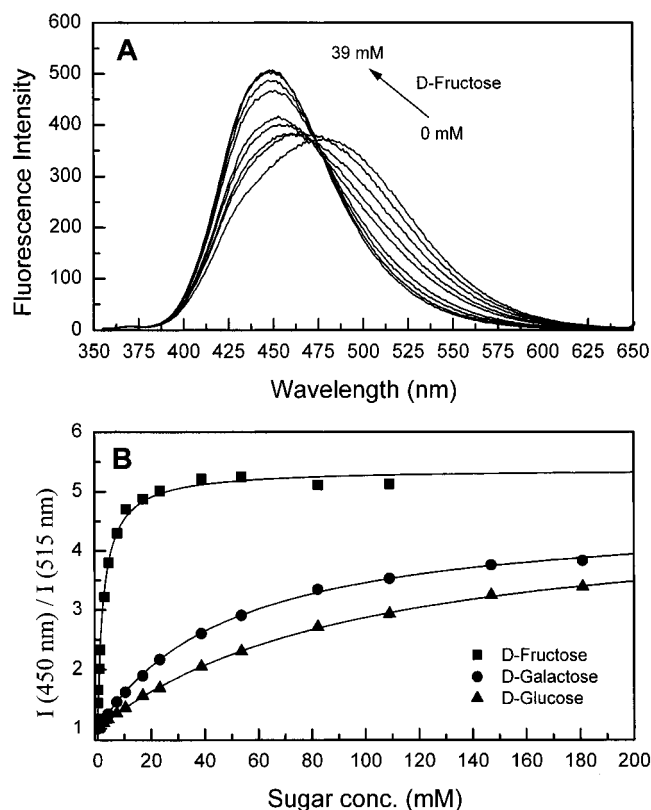 A
600
500
400
300
200
100
0
Fluorescence Intensity
39 mM
D-Fructose
0 mM
350 375 400 425 450 475 500 525 550 575 600 625 650
Wavelength (nm)
B
6
5
4
3
2
1
I (450 nm) / I (515 nm)
D-Fructose
D-Galactose
D-Glucose
0 20 40 60 80 100 120 140 160 180 200
Sugar conc. (mM)